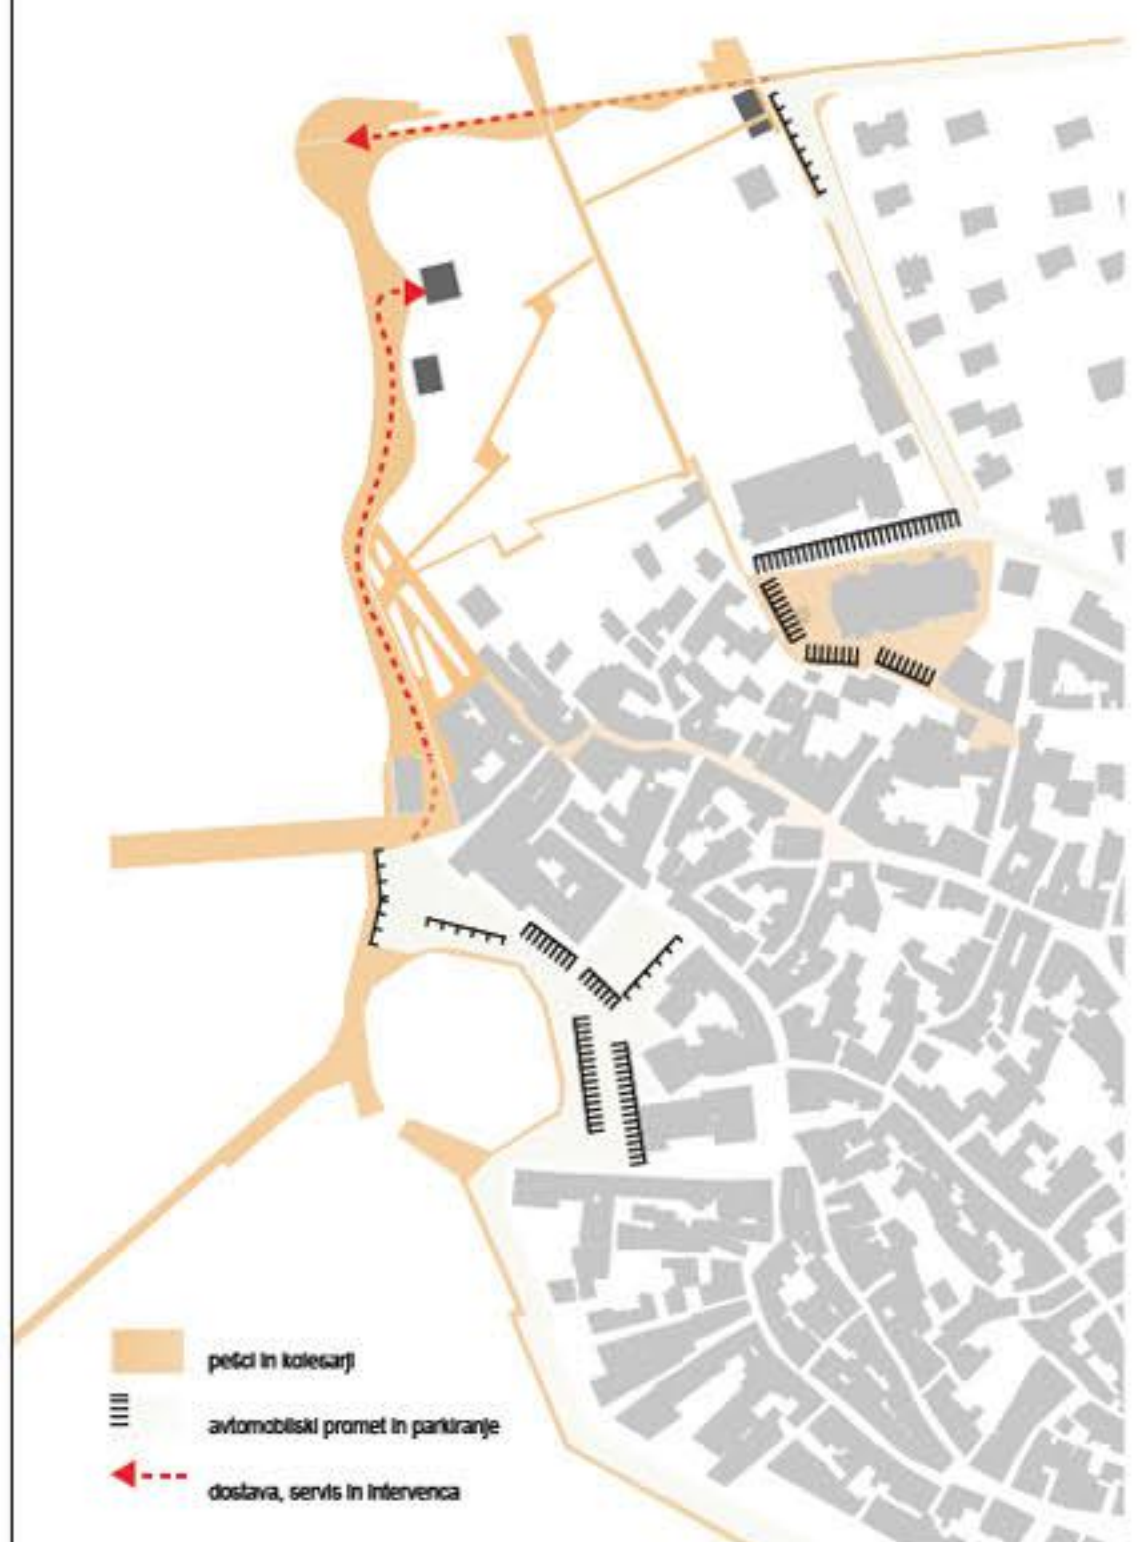 pešci in kolesarji
avtomobilski promet in parkiranje
dostava, servis in intervenca